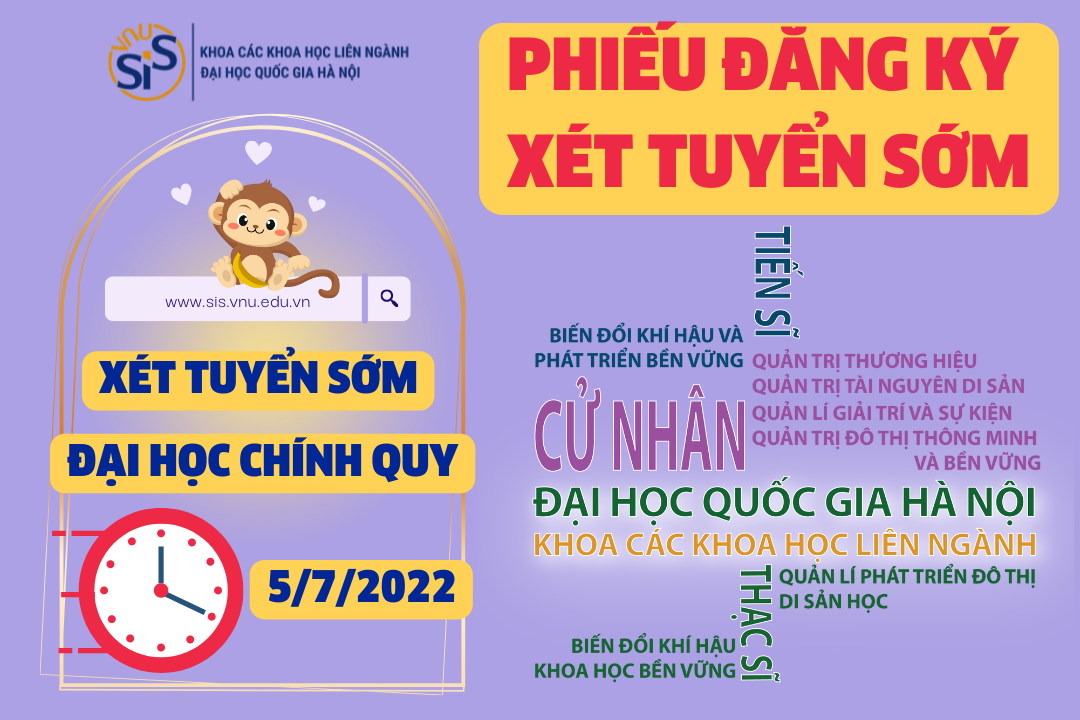 VNU
SIS
KHOA CÁC KHOA HỌC LIÊN NGÀNH
ĐẠI HỌC QUỐC GIA HÀ NỘI
www.sis.vnu.edu.vn
XÉT TUYỂN SỚM
ĐẠI HỌC CHÍNH QUY
5/7/2022
PHIẾU ĐĂNG KÝ
XÉT TUYỂN SỚM
TIẾN SĨ
BIẾN ĐỔI KHÍ HẬU VÀ
PHÁT TRIỂN BỀN VỮNG
CỬ NHÂN
QUẢN TRỊ THƯƠNG HIỆU
QUẢN TRỊ TÀI NGUYÊN DI SẢN
QUẢN LÍ GIẢI TRÍ VÀ SỰ KIỆN
QUẢN TRỊ ĐÔ THỊ THÔNG MINH
VÀ BỀN VỮNG
ĐẠI HỌC QUỐC GIA HÀ NỘI
KHOA CÁC KHOA HỌC LIÊN NGÀNH
THẠC SĨ
QUẢN LÍ PHÁT TRIỂN ĐÔ THỊ
DI SẢN HỌC
BIẾN ĐỔI KHÍ HẬU
KHOA HỌC BỀN VỮNG